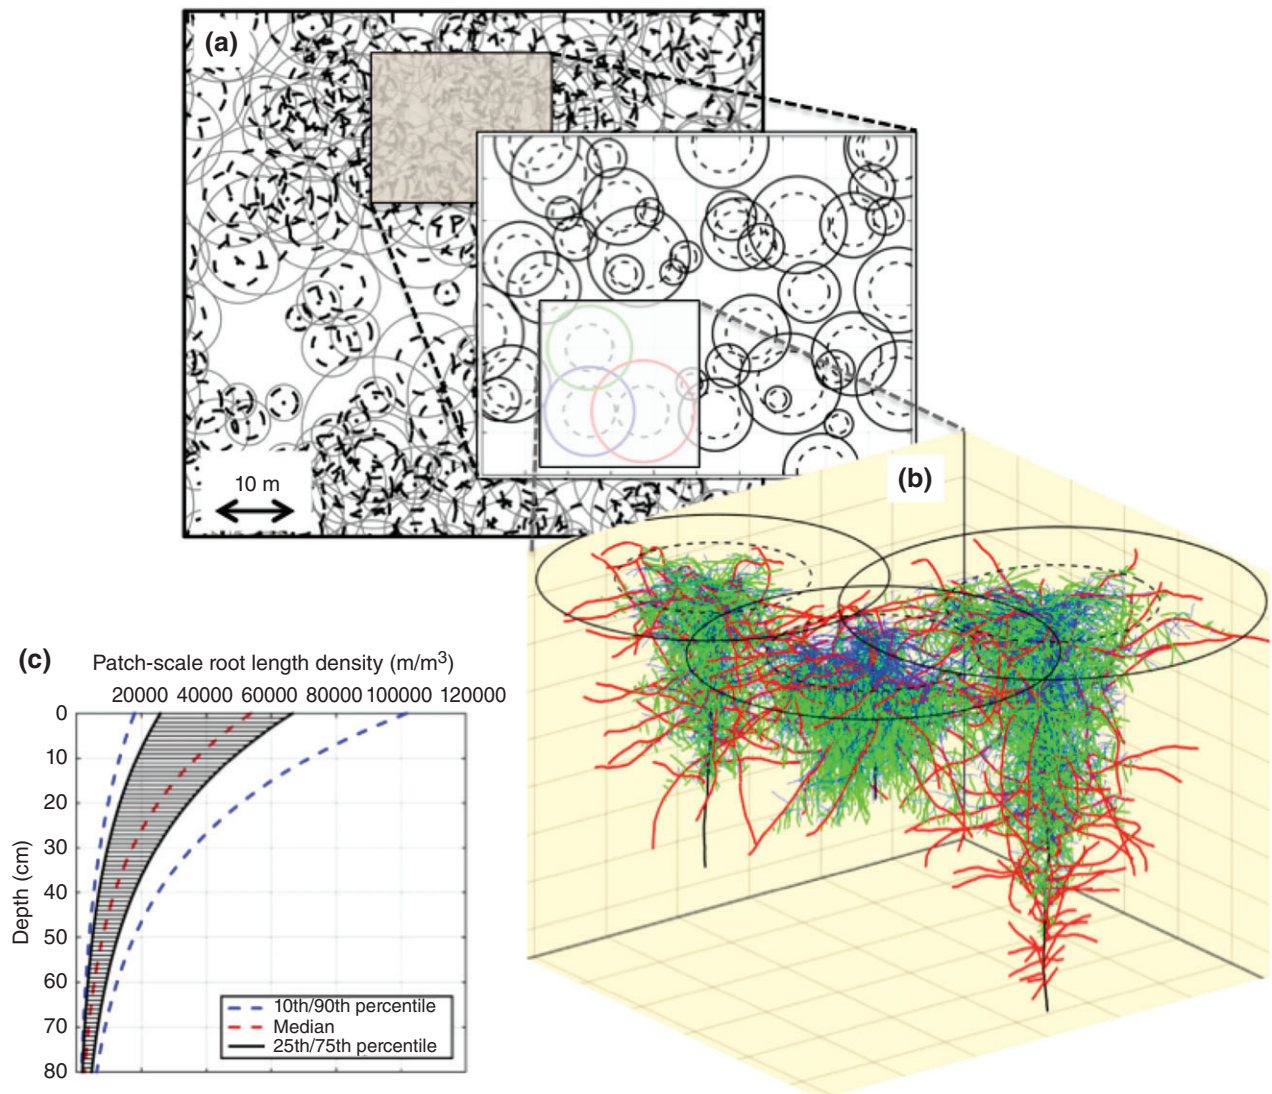 (a)
10 m
(b)
(c)
Patch-scale root length density (m/m³)
20000 40000 60000 80000 100000 120000
0
10
20
30
40
50
60
70
80
Depth (cm)
10th/90th percentile
Median
25th/75th percentile